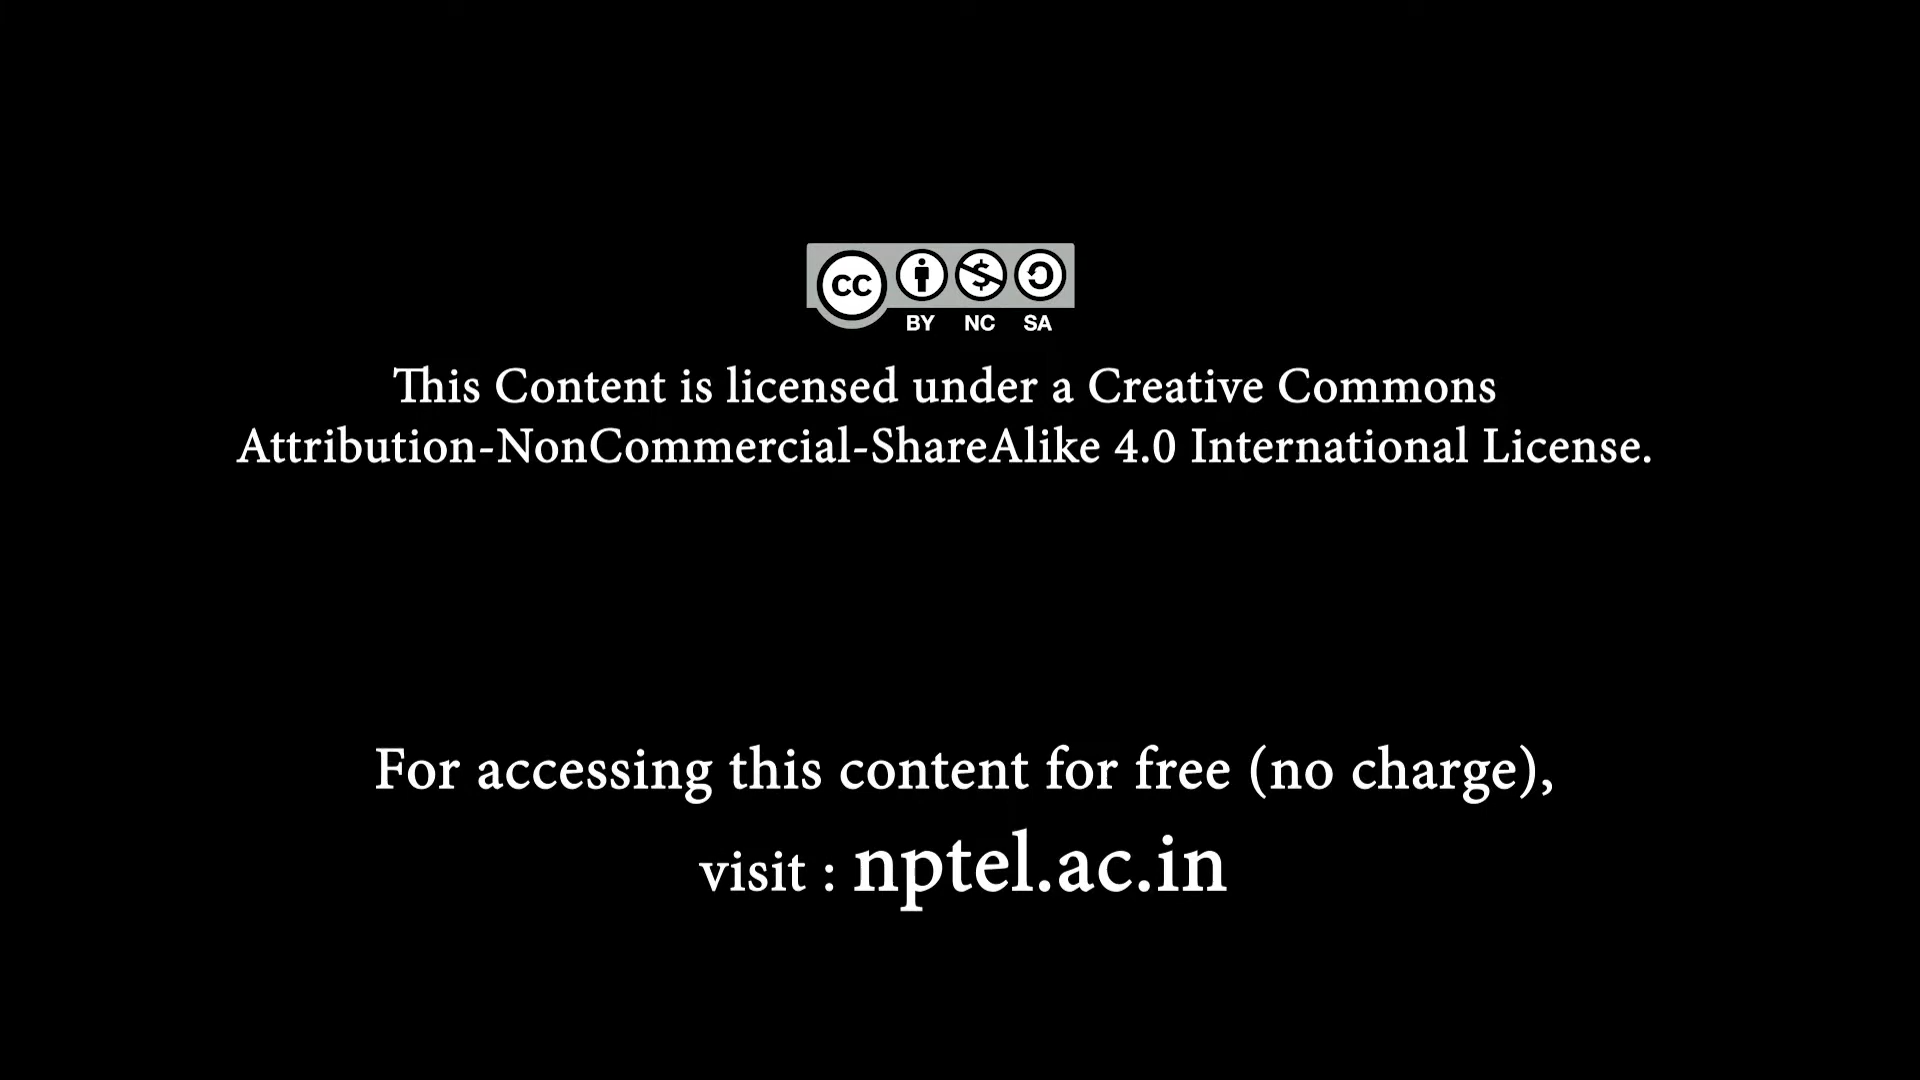 cc
BY NC SA
This Content is licensed under a Creative Commons
Attribution-NonCommercial-ShareAlike 4.0 International License.
For accessing this content for free (no charge),
visit : nptel.ac.in